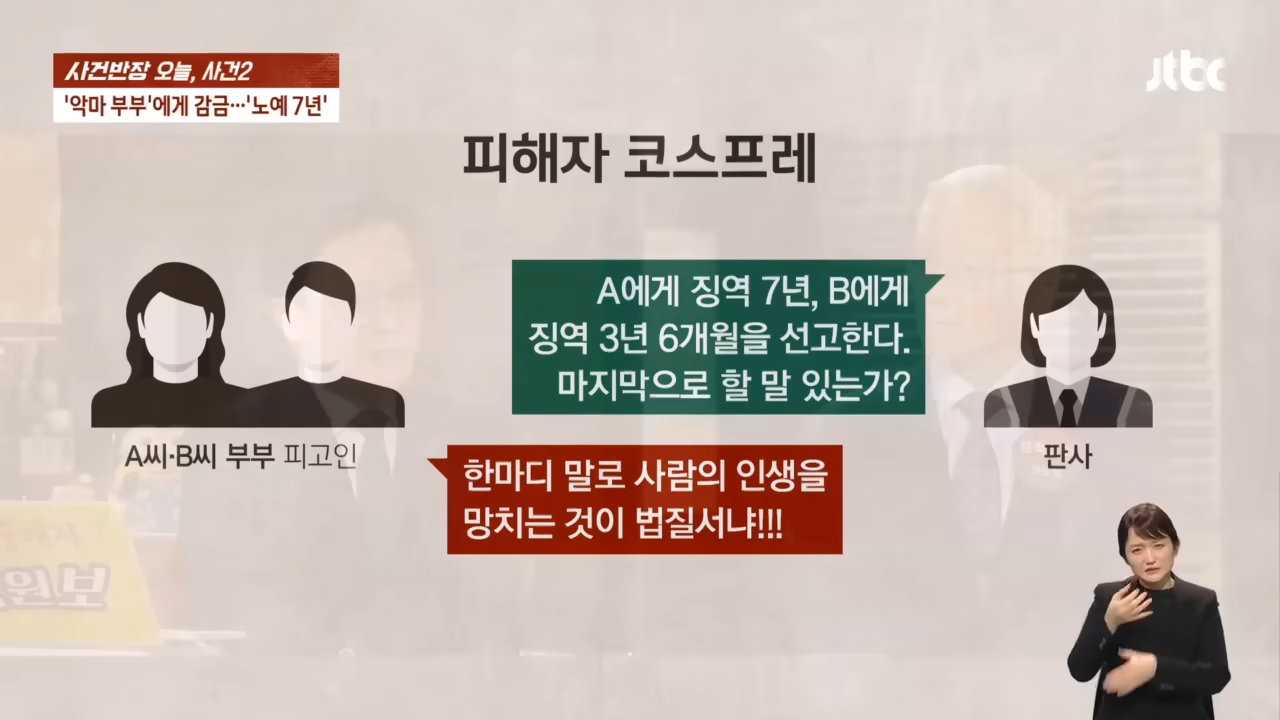 사건반장 오늘, 사건2
'악마 부부'에게 감금…'노예 7년'
jtbc
피해자 코스프레
A에게 징역 7년, B에게
징역 3년 6개월을 선고한다.
마지막으로 할 말 있는가?
A씨·B씨 부부 피고인
판사
한마디 말로 사람의 인생을
망치는 것이 법질서냐!!!
원보